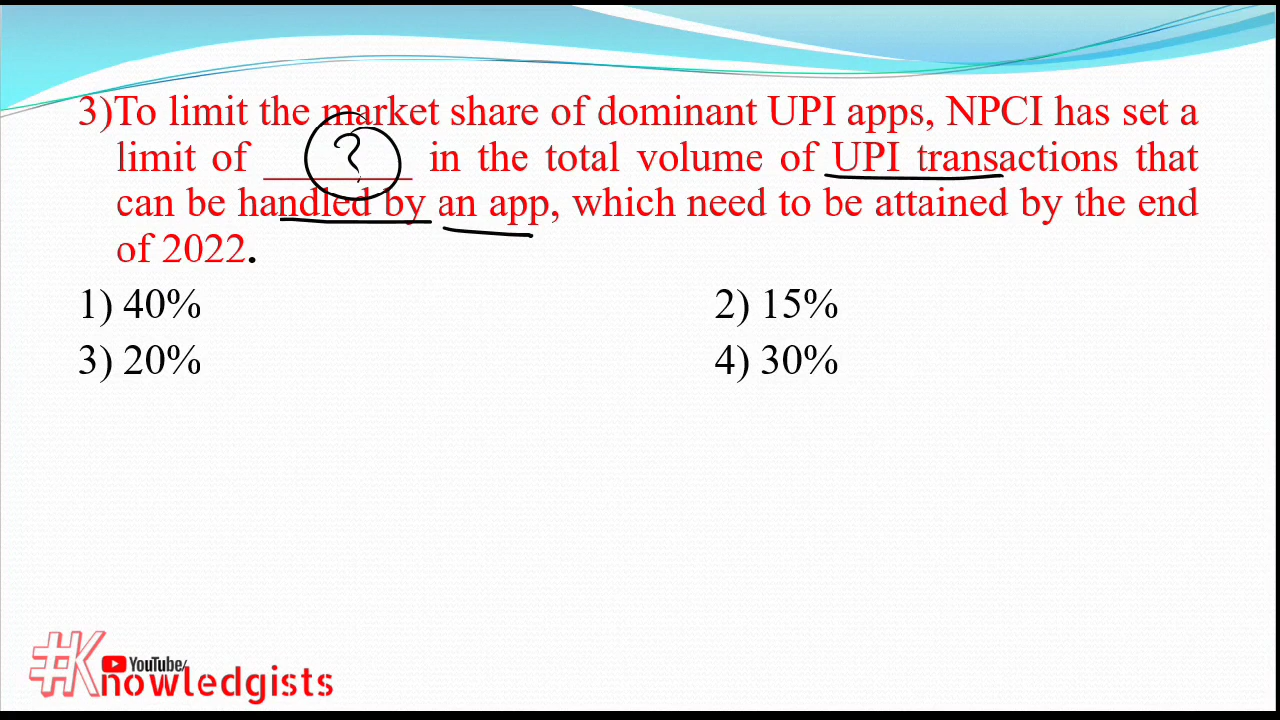 3)To limit the market share of dominant UPI apps, NPCI has set a
limit of ________ ? in the total volume of UPI transactions that
can be handled by an app, which need to be attained by the end
of 2022.
1) 40% 2) 15%
3) 20% 4) 30%
#Knowledgists
YouTube/